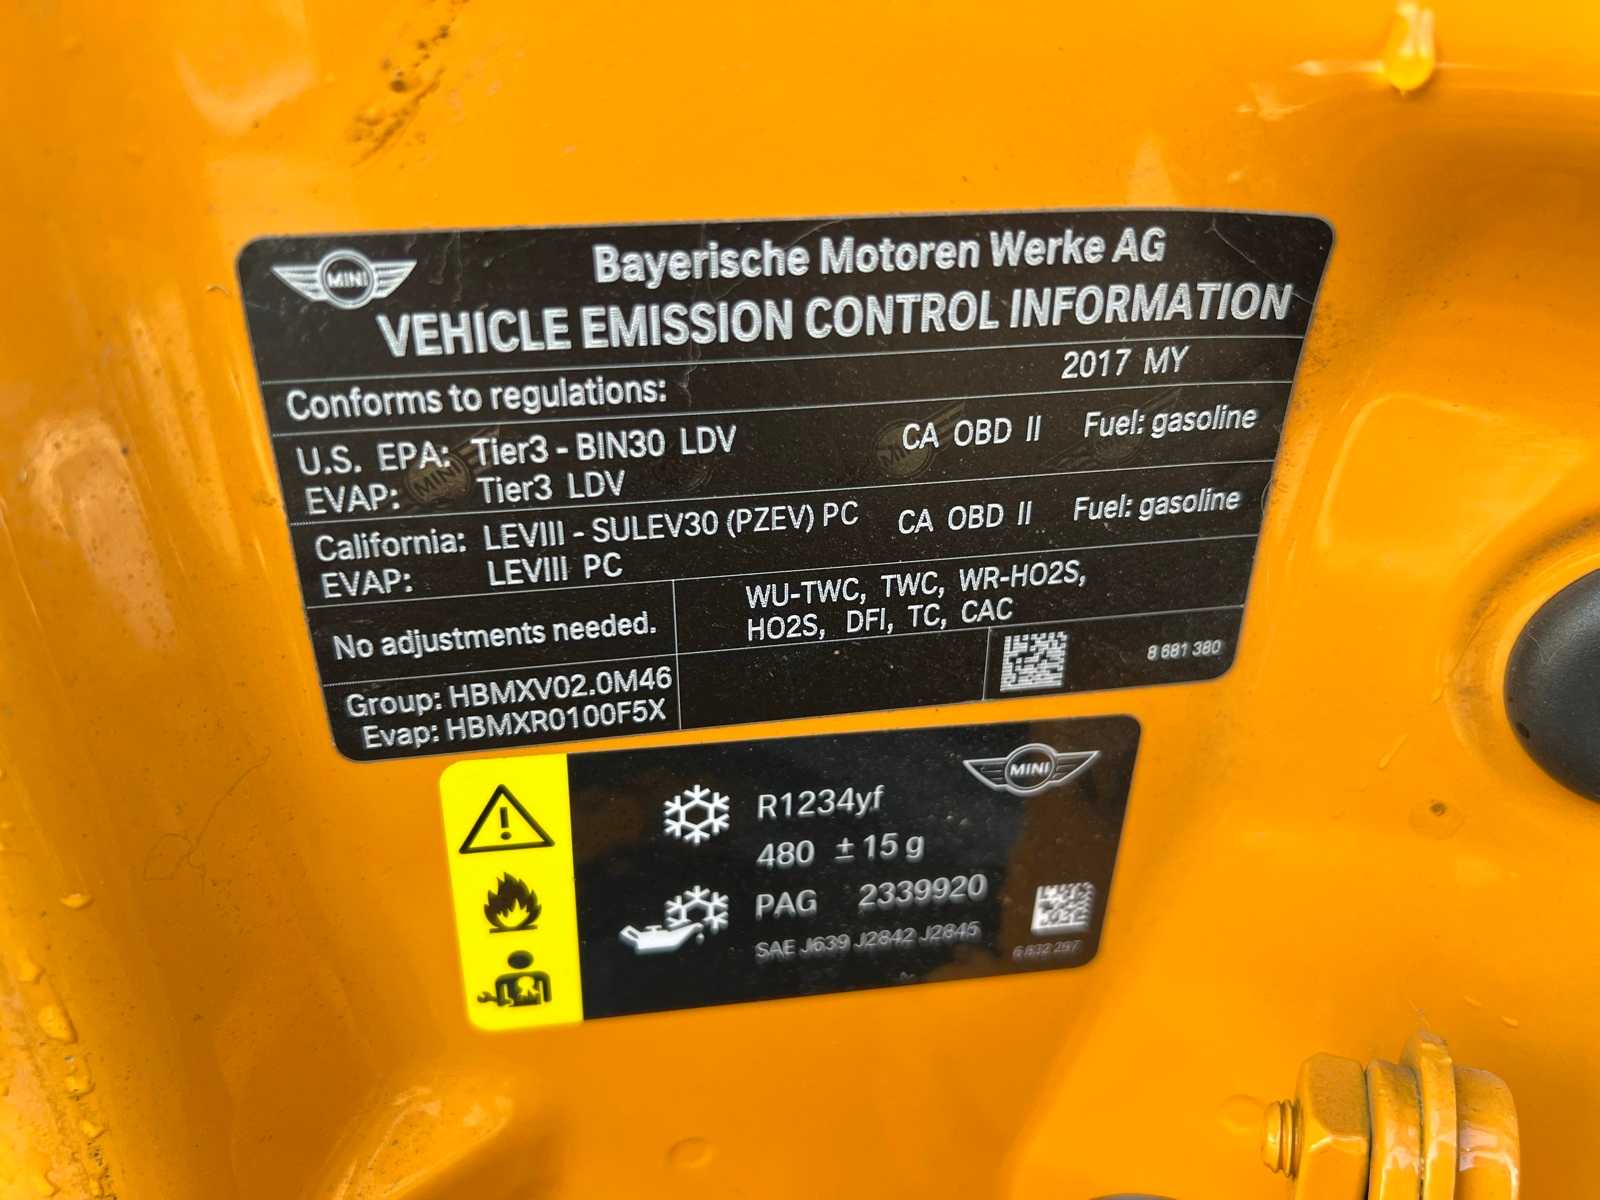 MINI
Bayerische Motoren Werke AG
VEHICLE EMISSION CONTROL INFORMATION
Conforms to regulations: 2017 MY
U.S. EPA: Tier3 - BIN30 LDV CA OBD II Fuel: gasoline
EVAP: Tier3 LDV
California: LEVIII - SULEV30 (PZEV) PC CA OBD II Fuel: gasoline
EVAP: LEVIII PC
No adjustments needed.
WU-TWC, TWC, WR-HO2S,
HO2S, DFI, TC, CAC
Group: HBMXV02.0M46
Evap: HBMXR0100F5X
8 681 380
MINI
R1234yf
480 ± 15 g
PAG 2339920
SAE J639 J2842 J2845
6 832 297